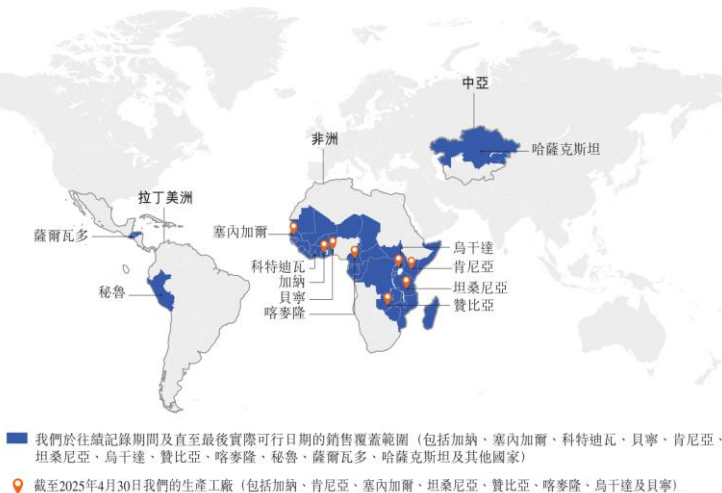 中亞
哈薩克斯坦
非洲
拉丁美洲
薩爾瓦多
塞內加爾
烏干達
科特迪瓦
肯尼亞
加納
坦桑尼亞
秘魯
貝寧
贊比亞
喀麥隆
我們於往績記錄期間及直至最後實際可行日期的銷售覆蓋範圍（包括加納、塞內加爾、科特迪瓦、貝寧、肯尼亞、
坦桑尼亞、烏干達、贊比亞、喀麥隆、秘魯、薩爾瓦多、哈薩克斯坦及其他國家）
截至2025年4月30日我們的生產工廠（包括加納、肯尼亞、塞內加爾、坦桑尼亞、贊比亞、喀麥隆、烏干達及貝寧）